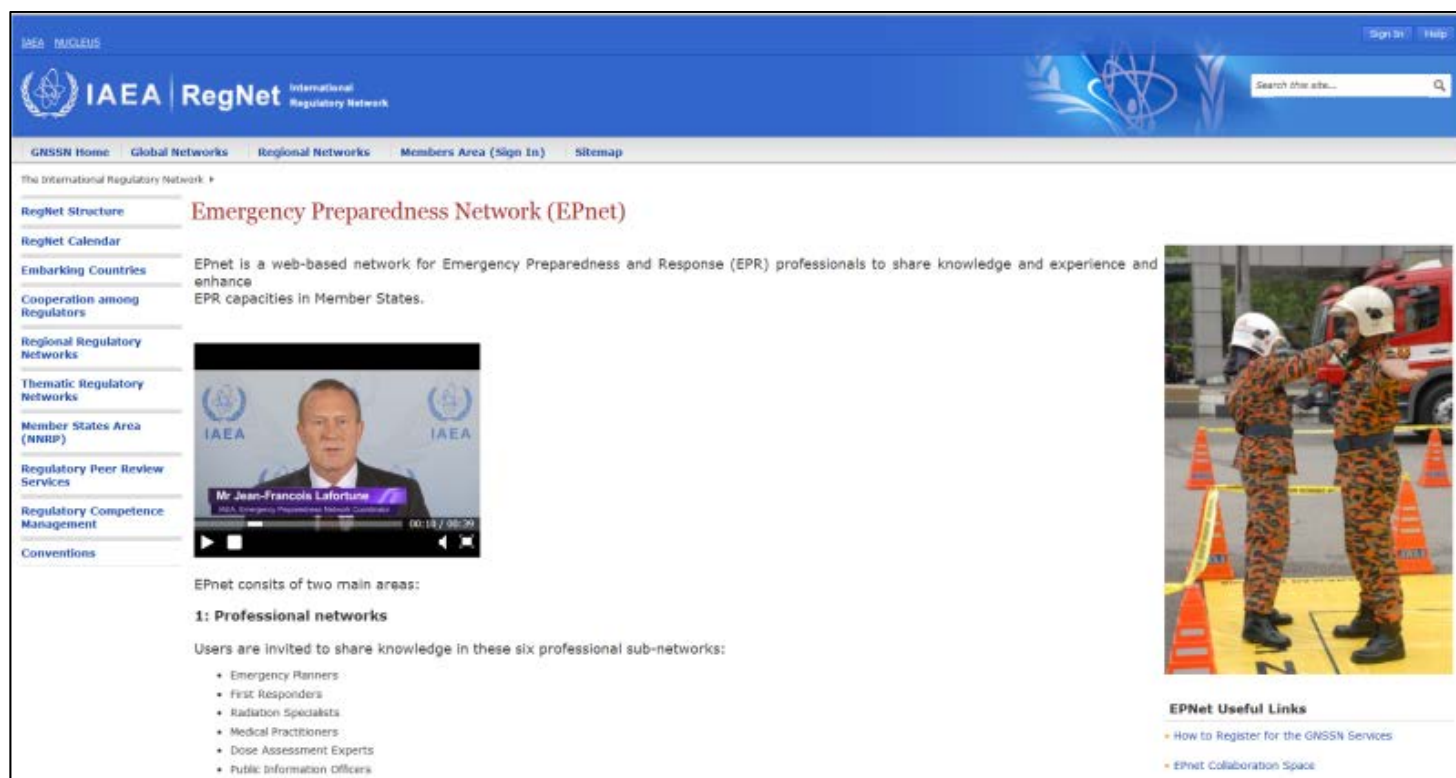 IAEA NUCLEUS
Sign In Help
IAEA RegNet International
Regulatory Network
Search this site...
GNSSN Home Global Networks Regional Networks Members Area (Sign In) Sitemap
The International Regulatory Network
RegNet Structure
RegNet Calendar
Embarking Countries
Cooperation among
Regulators
Regional Regulatory
Networks
Thematic Regulatory
Networks
Member States Area
(NNRP)
Regulatory Peer Review
Services
Regulatory Competence
Management
Conventions
Emergency Preparedness Network (EPnet)
EPnet is a web-based network for Emergency Preparedness and Response (EPR) professionals to share knowledge and experience and
enhance
EPR capacities in Member States.
IAEA IAEA
Mr Jean-Francois Lafortune
IAEA, Emergency Preparedness Network Coordinator
00:10 / 00:39
EPnet consits of two main areas:
1: Professional networks
Users are invited to share knowledge in these six professional sub-networks:
Emergency Planners
First Responders
Radiation Specialists
Medical Practitioners
Dose Assessment Experts
Public Information Officers
EPNet Useful Links
How to Register for the GNSSN Services
EPnet Collaboration Space